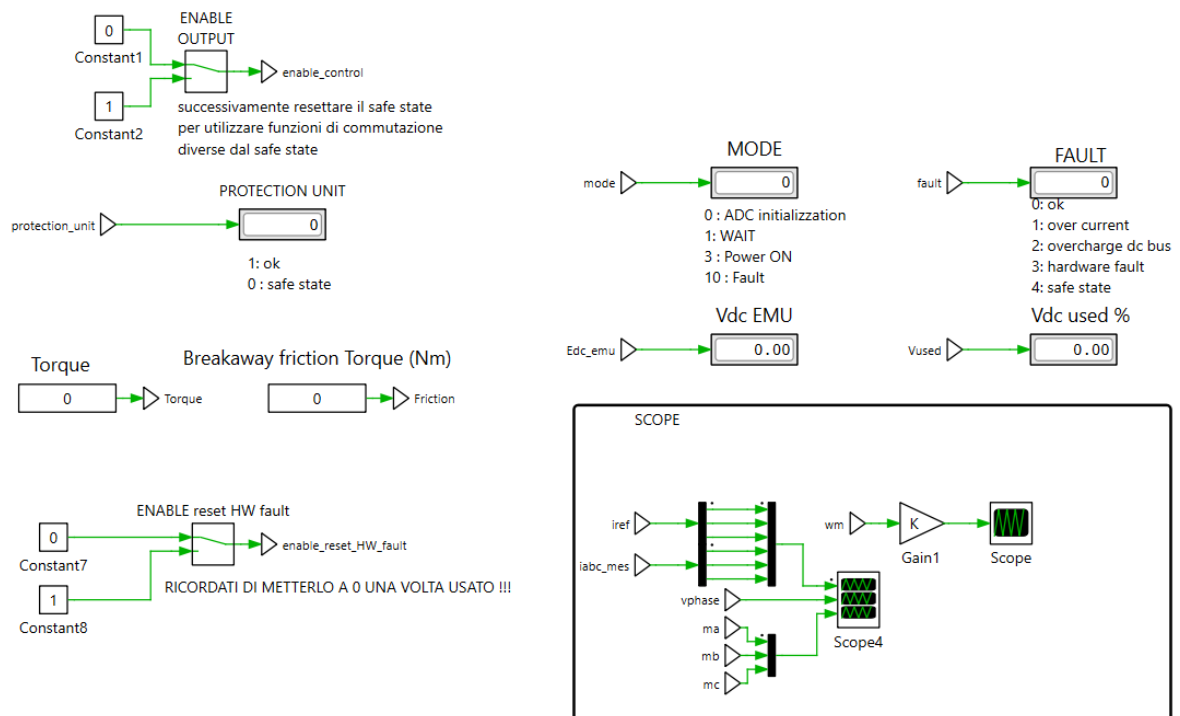 ENABLE
OUTPUT
0
Constant1
enable_control
1
Constant2
successivamente resettare il safe state
per utilizzare funzioni di commutazione
diverse dal safe state
PROTECTION UNIT
protection_unit
0
1: ok
0 : safe state
MODE
mode
0
0 : ADC initializzation
1: WAIT
3 : Power ON
10 : Fault
FAULT
fault
0
0: ok
1: over current
2: overcharge dc bus
3: hardware fault
4: safe state
Vdc EMU
Edc_emu
0.00
Vdc used %
Vused
0.00
Torque
0
Torque
Breakaway friction Torque (Nm)
0
Friction
ENABLE reset HW fault
0
Constant7
enable_reset_HW_fault
1
Constant8
RICORDATI DI METTERLO A 0 UNA VOLTA USATO !!!
SCOPE
iref
iabc_mes
vphase
ma
mb
mc
Scope4
wm
K
Gain1
Scope